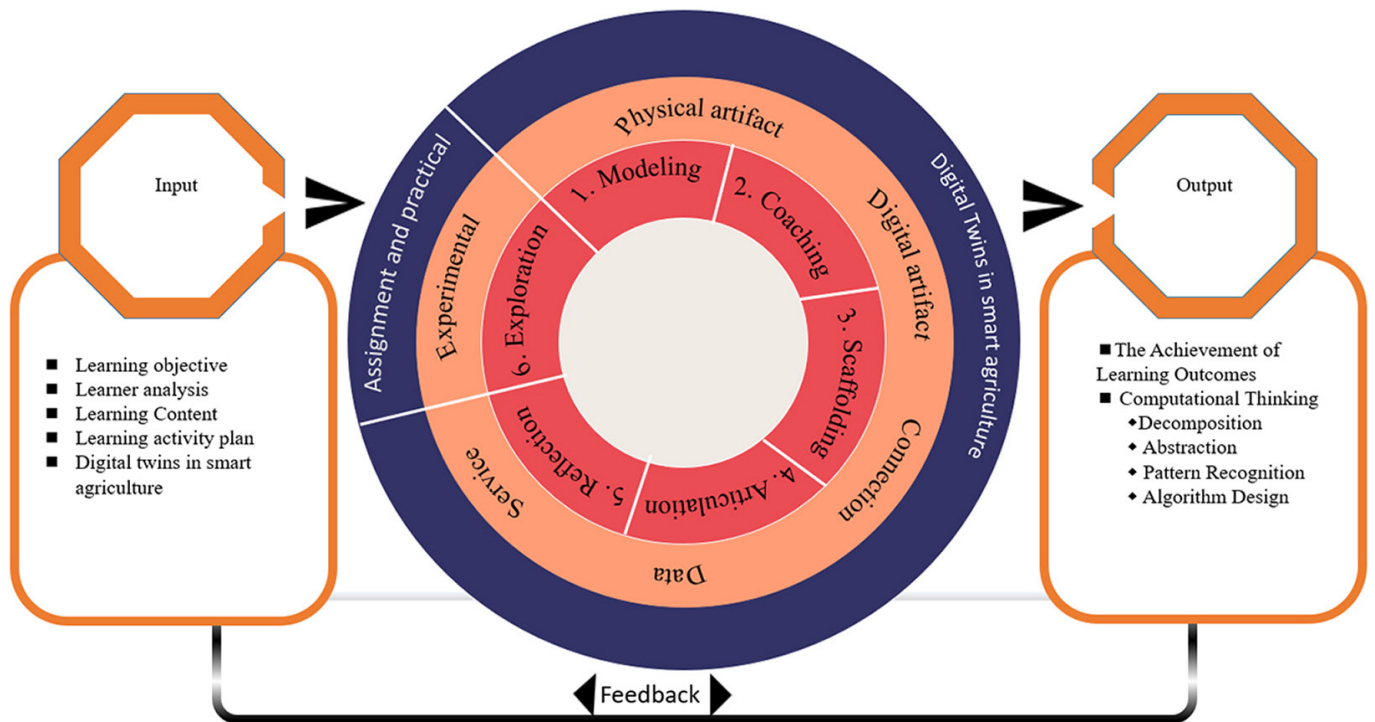 Input
■ Learning objective
■ Learner analysis
■ Learning Content
■ Learning activity plan
■ Digital twins in smart
agriculture
Assignment and practical
Digital Twins in smart agriculture
Physical artifact
Digital artifact
Connection
Data
Service
Experimental
1. Modeling
2. Coaching
3. Scaffolding
4. Articulation
5. Reflection
6. Exploration
Output
■ The Achievement of
Learning Outcomes
■ Computational Thinking
◆Decomposition
◆ Abstraction
◆ Pattern Recognition
◆ Algorithm Design
Feedback